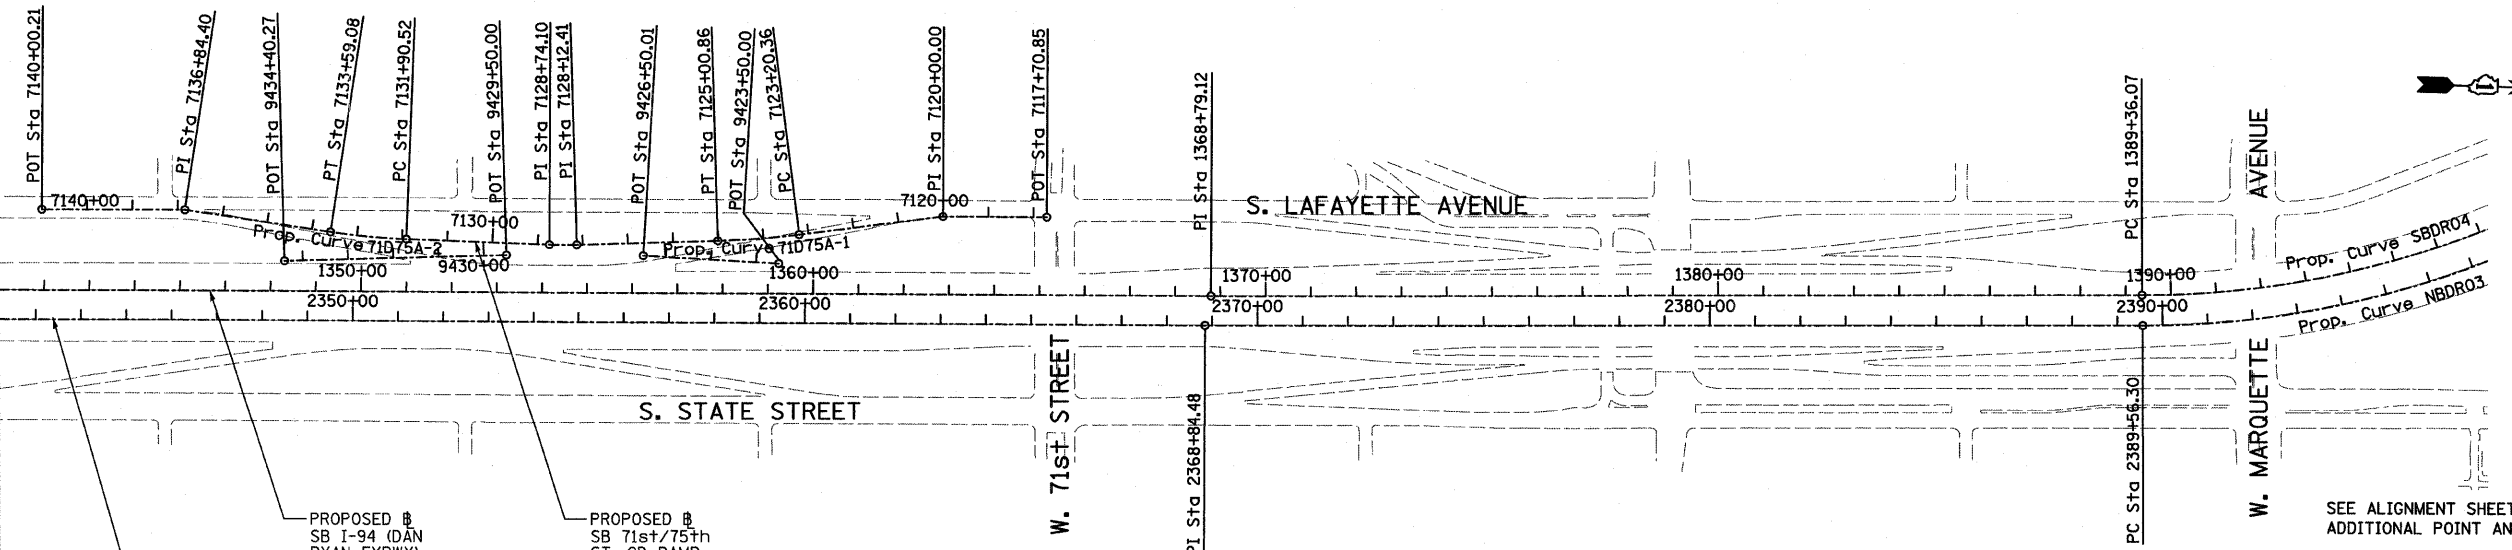 POT Sta 7140+00.21
PI Sta 7136+84.40
POT Sta 9434+40.27
PT Sta 7133+59.08
PC Sta 7131+90.52
POT Sta 9429+50.00
PI Sta 7128+74.10
PI Sta 7128+12.41
POT Sta 9426+50.01
PT Sta 7125+00.86
POT Sta 9423+50.00
PC Sta 7123+20.36
PI Sta 7120+00.00
POT Sta 7117+70.85
PI Sta 1368+79.12
PC Sta 1389+36.07
7140+00
7130+00
7120+00
S. LAFAYETTE AVENUE
Prop. Curve 71D75A-2
Prop. Curve 71D75A-1
9430+00
1350+00
1360+00
1370+00
1380+00
1390+00
Prop. Curve SBDR04
2350+00
2360+00
2370+00
2380+00
2390+00
Prop. Curve NBDR03
S. STATE STREET
W. 71st STREET
W. MARQUETTE AVENUE
PI Sta 2368+84.48
PC Sta 2389+56.30
PROPOSED ℄
SB I-94 (DAN
PROPOSED ℄
SB 71st/75th
SEE ALIGNMENT SHEET
ADDITIONAL POINT AN